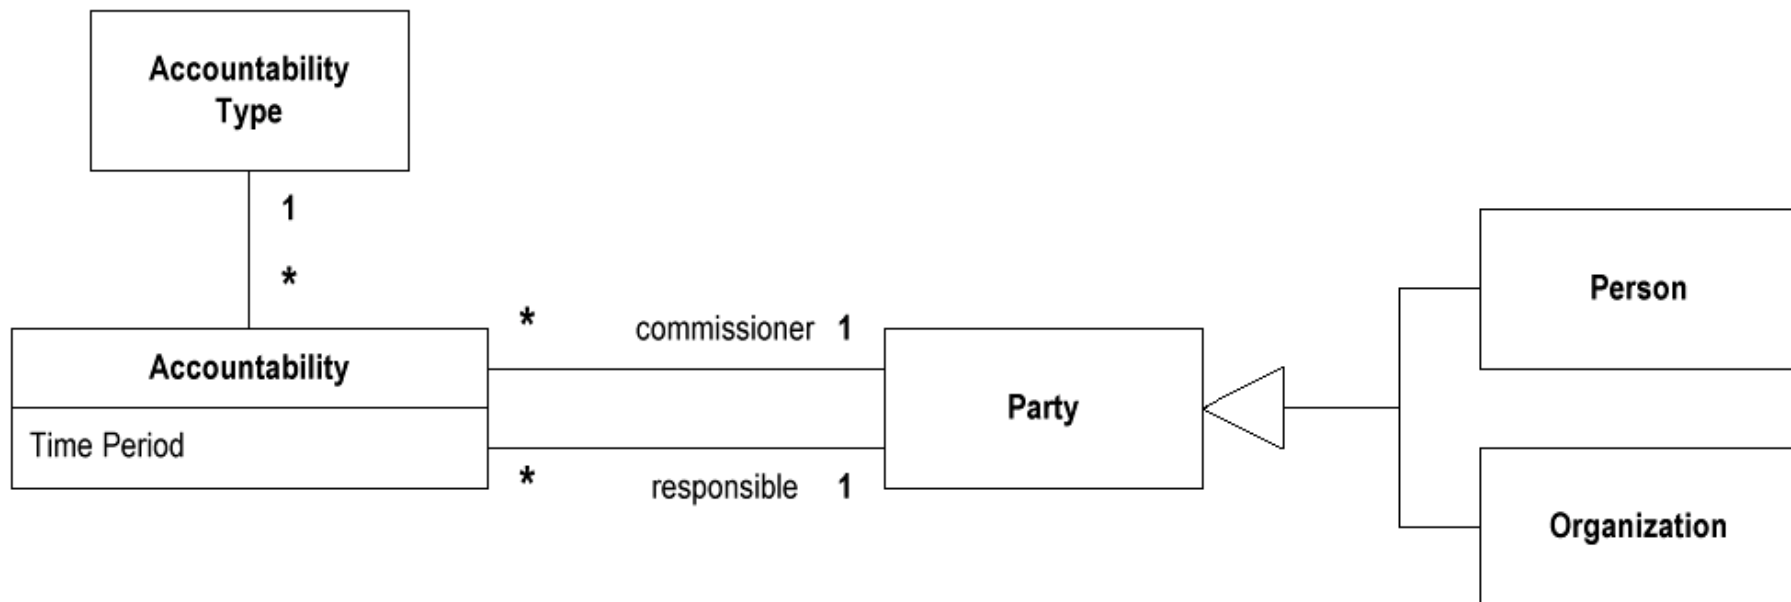 Accountability
Type
1
*
Accountability
Time Period
* commissioner 1
* responsible 1
Party
Person
Organization